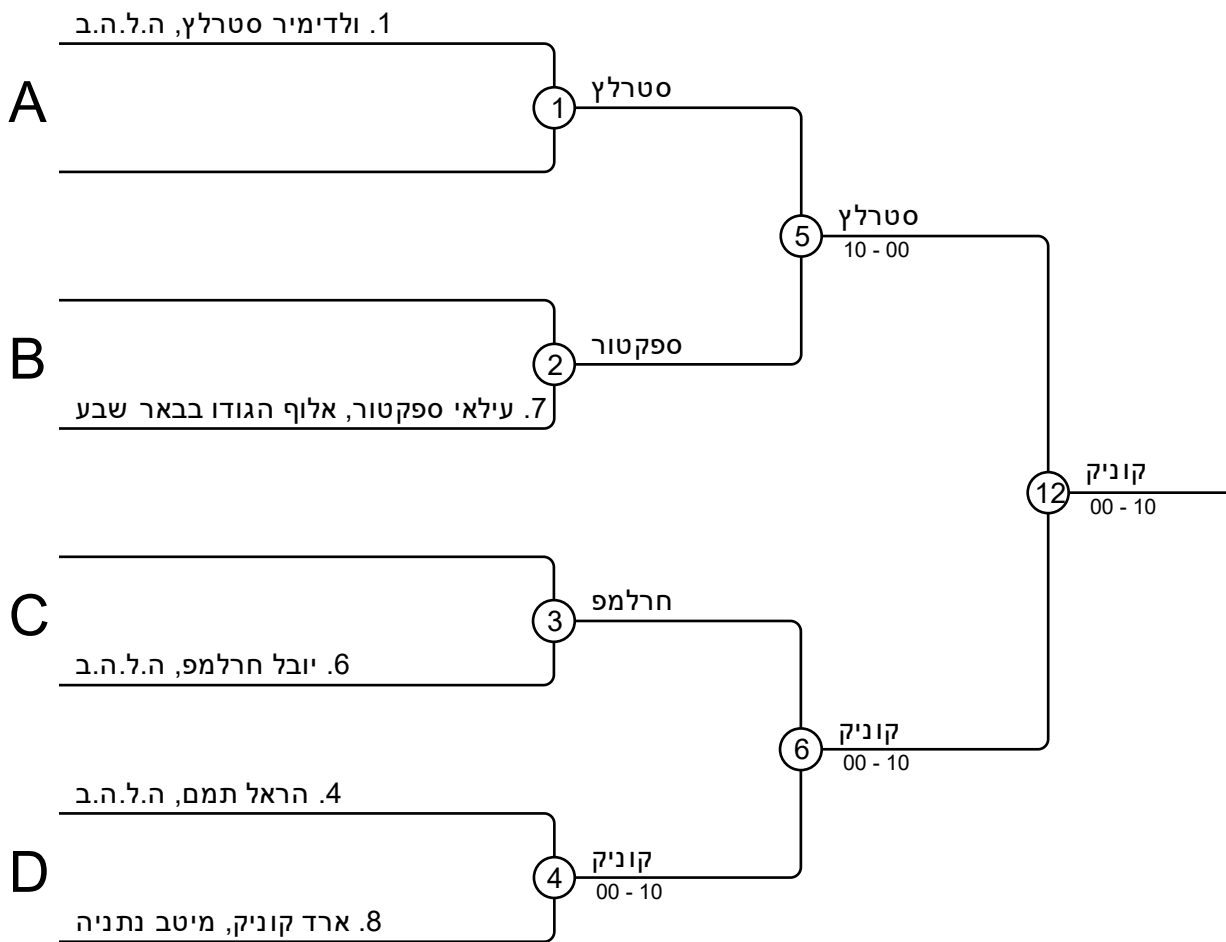 1. ולדימיר סטרלץ, ה.ל.ה.ב
A
1
סטרלץ
סטרלץ
5
10 - 00
B
2
ספקטור
7. עילאי ספקטור, אלוף הגודו בבאר שבע
קוניק
12
00 - 10
C
3
חרלמפ
6. יובל חרלמפ, ה.ל.ה.ב
קוניק
6
00 - 10
4. הראל תמם, ה.ל.ה.ב
D
4
קוניק
00 - 10
8. ארד קוניק, מיטב נתניה